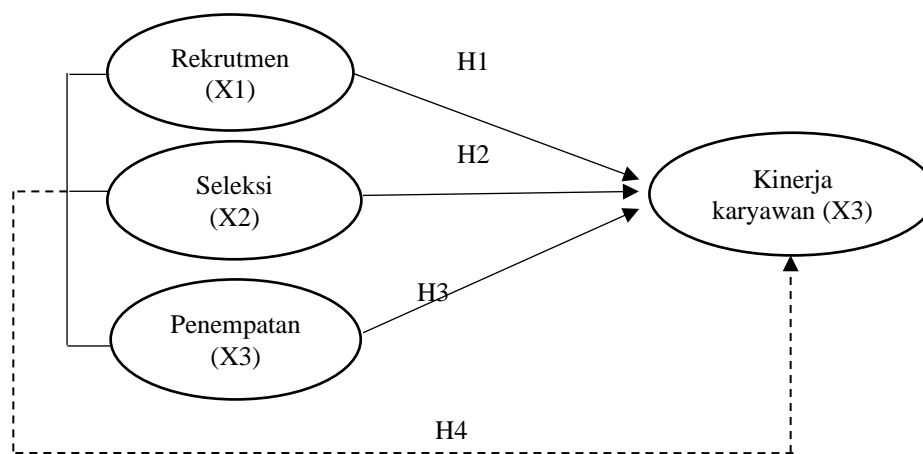 Rekrutmen
(X1)
H1
H2
Seleksi
(X2)
Kinerja
karyawan (X3)
H3
Penempatan
(X3)
H4